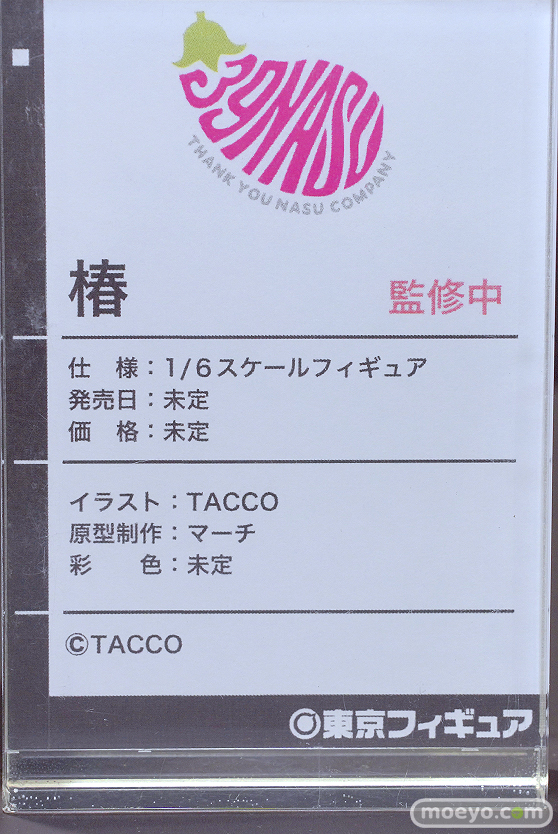 39NASU
THANK YOU NASU COMPANY
椿
監修中
仕 様：1/6スケールフィギュア
発売日：未定
価 格：未定
イラスト：TACCO
原型制作：マーチ
彩 色：未定
©TACCO
東京フィギュア
moeyo.com